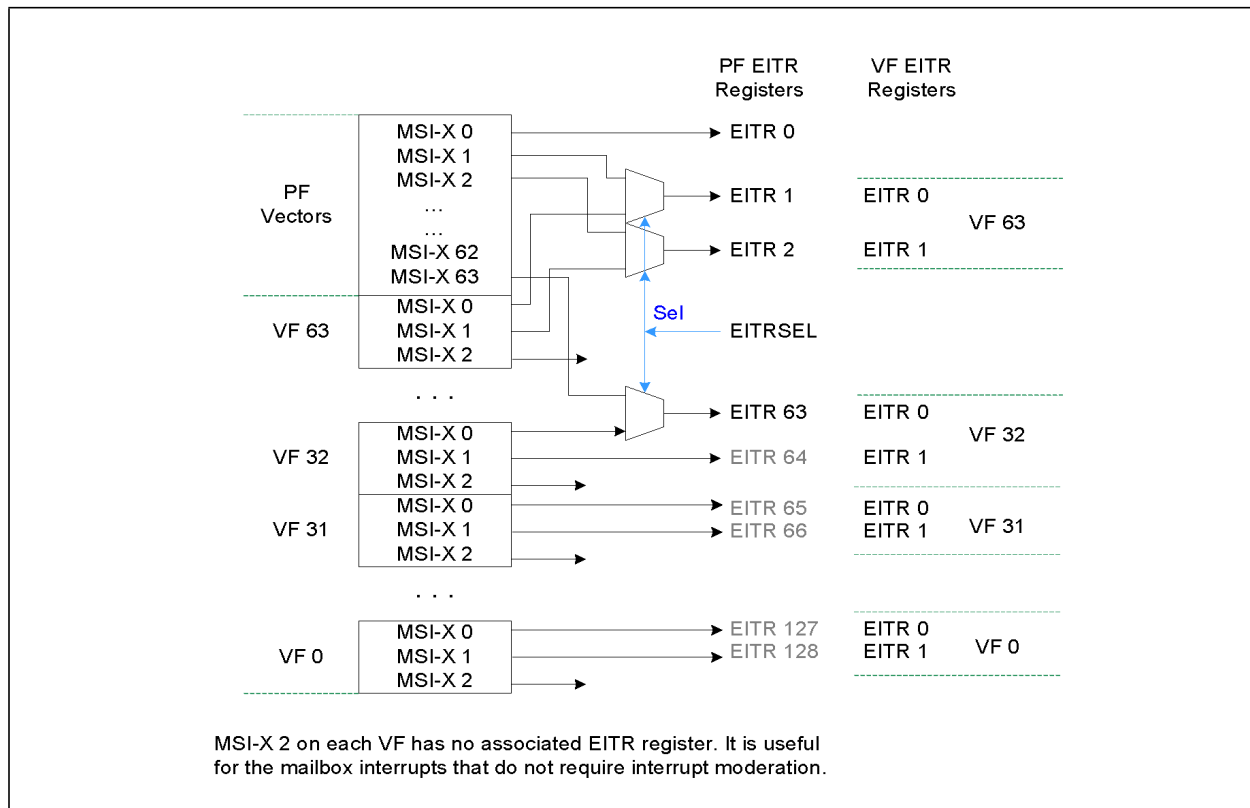 PF EITR
Registers
VF EITR
Registers
PF
Vectors
MSI-X 0
MSI-X 1
MSI-X 2
...
...
MSI-X 62
MSI-X 63
EITR 0
EITR 1
EITR 2
EITR 0
EITR 1
VF 63
VF 63
MSI-X 0
MSI-X 1
MSI-X 2
Sel
EITRSEL
. . .
EITR 63
EITR 64
EITR 0
EITR 1
VF 32
VF 32
MSI-X 0
MSI-X 1
MSI-X 2
VF 31
MSI-X 0
MSI-X 1
MSI-X 2
EITR 65
EITR 66
EITR 0
EITR 1
VF 31
. . .
VF 0
MSI-X 0
MSI-X 1
MSI-X 2
EITR 127
EITR 128
EITR 0
EITR 1
VF 0
MSI-X 2 on each VF has no associated EITR register. It is useful
for the mailbox interrupts that do not require interrupt moderation.